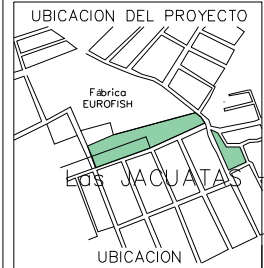 UBICACION DEL PROYECTO
Fábrica
EUROFISH
Las JACUATAS -
UBICACION